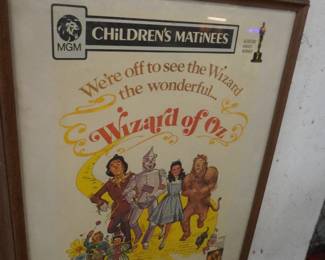 MGM
CHiLDREN'S MATiNEES
We're off to see the Wizard
the wonderful...
Wizard of Oz